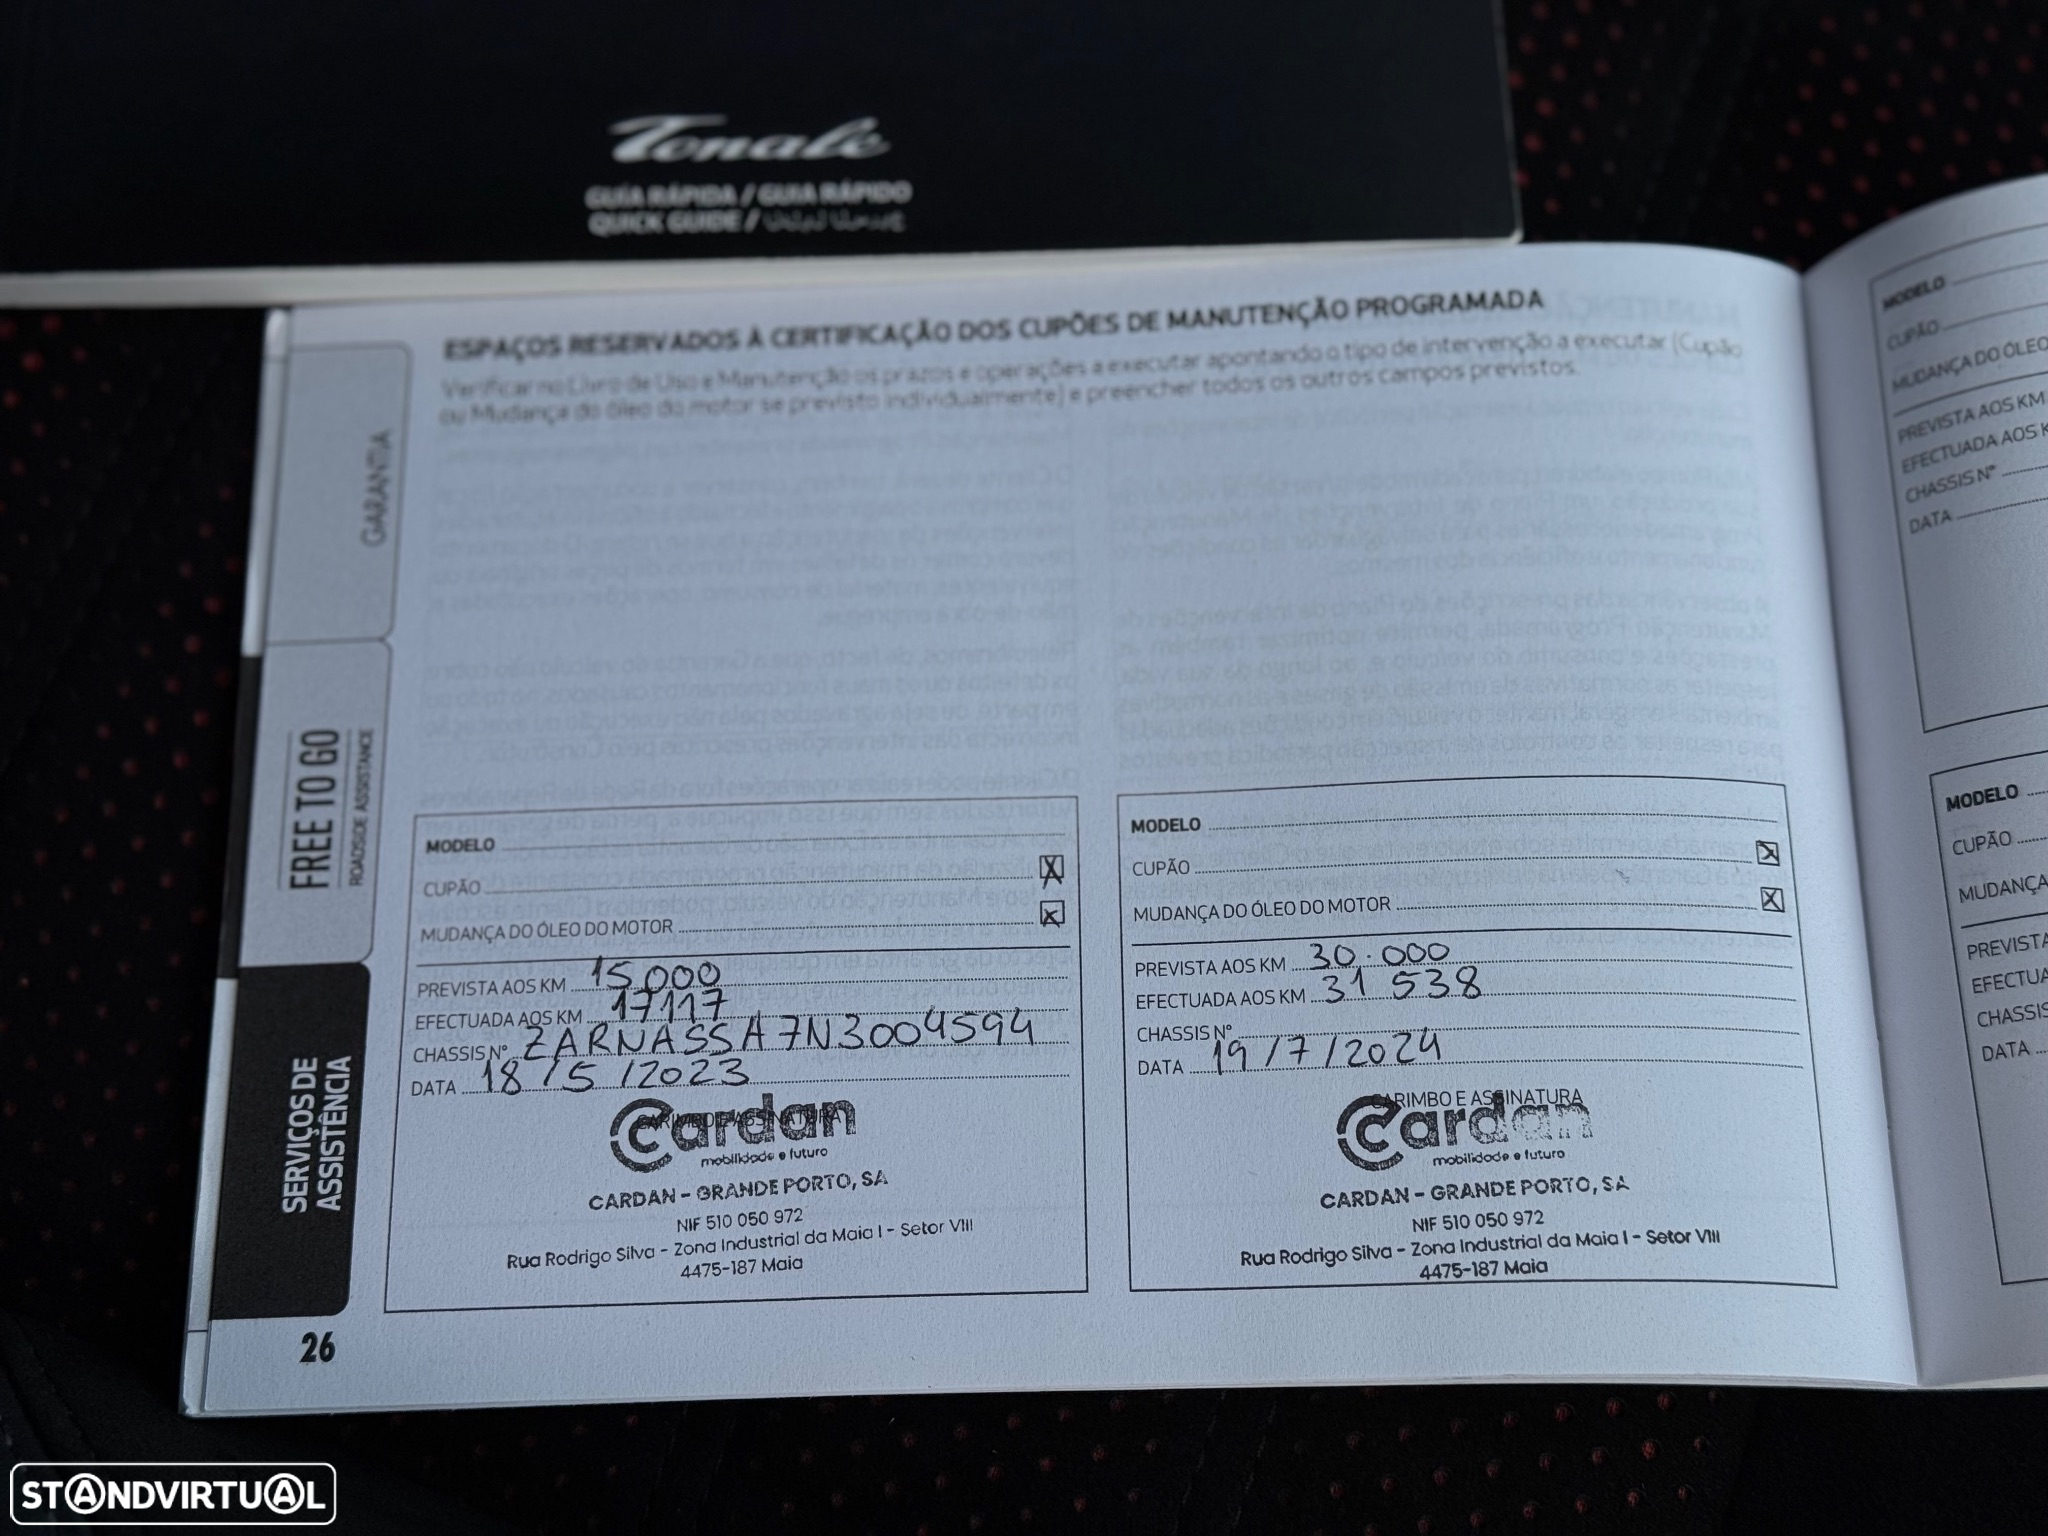 Tonale
GUÍA RÁPIDA / GUIA RÁPIDO
QUICK GUIDE /
ESPAÇOS RESERVADOS À CERTIFICAÇÃO DOS CUPÕES DE MANUTENÇÃO PROGRAMADA
Verificar no Livro de Uso e Manutenção os prazos e operações a executar apontando o tipo de intervenção a executar (Cupão
ou Mudança do óleo do motor se previsto individualmente) e preencher todos os outros campos previstos.
GARANTIA
FREE TO GO
ROADSIDE ASSISTANCE
SERVIÇOS DE
ASSISTÊNCIA
MODELO
CUPÃO X
MUDANÇA DO ÓLEO DO MOTOR X
PREVISTA AOS KM 15000
EFECTUADA AOS KM 17117
CHASSIS Nº ZARNASSA7N3004594
DATA 18/5/2023
CARIMBO E ASSINATURA
Cardan
mobilidade e futuro
CARDAN - GRANDE PORTO, SA
NIF 510 050 972
Rua Rodrigo Silva - Zona Industrial da Maia I - Setor VIII
4475-187 Maia
MODELO
CUPÃO X
MUDANÇA DO ÓLEO DO MOTOR X
PREVISTA AOS KM 30.000
EFECTUADA AOS KM 31 538
CHASSIS Nº
DATA 19/7/2024
CARIMBO E ASSINATURA
Cardan
mobilidade e futuro
CARDAN - GRANDE PORTO, SA
NIF 510 050 972
Rua Rodrigo Silva - Zona Industrial da Maia I - Setor VIII
4475-187 Maia
26
MODELO
CUPÃO
MUDANÇA DO ÓLEO
PREVISTA AOS KM
EFECTUADA AOS K
CHASSIS Nº
DATA
MODELO
CUPÃO
MUDANÇA
PREVISTA
EFECTUA
CHASSIS
DATA
STANDVIRTUAL